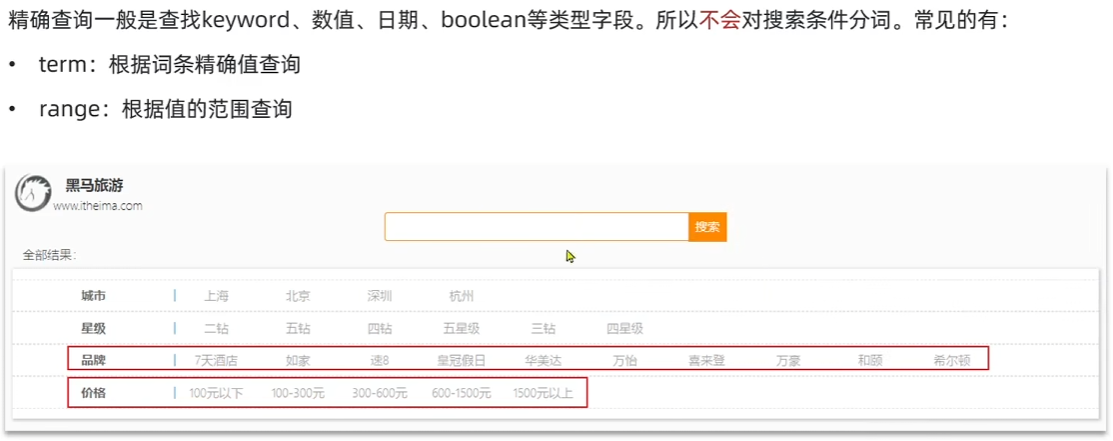 精确查询一般是查找keyword、数值、日期、boolean等类型字段。所以不会对搜索条件分词。常见的有：
• term：根据词条精确值查询
• range：根据值的范围查询
黑马旅游
www.itheima.com
搜索
全部结果:
城市 | 上海 北京 深圳 杭州
星级 | 二钻 五钻 四钻 五星级 三钻 四星级
品牌 | 7天酒店 如家 速8 皇冠假日 华美达 万怡 喜来登 万豪 和颐 希尔顿
价格 | 100元以下 100-300元 300-600元 600-1500元 1500元以上